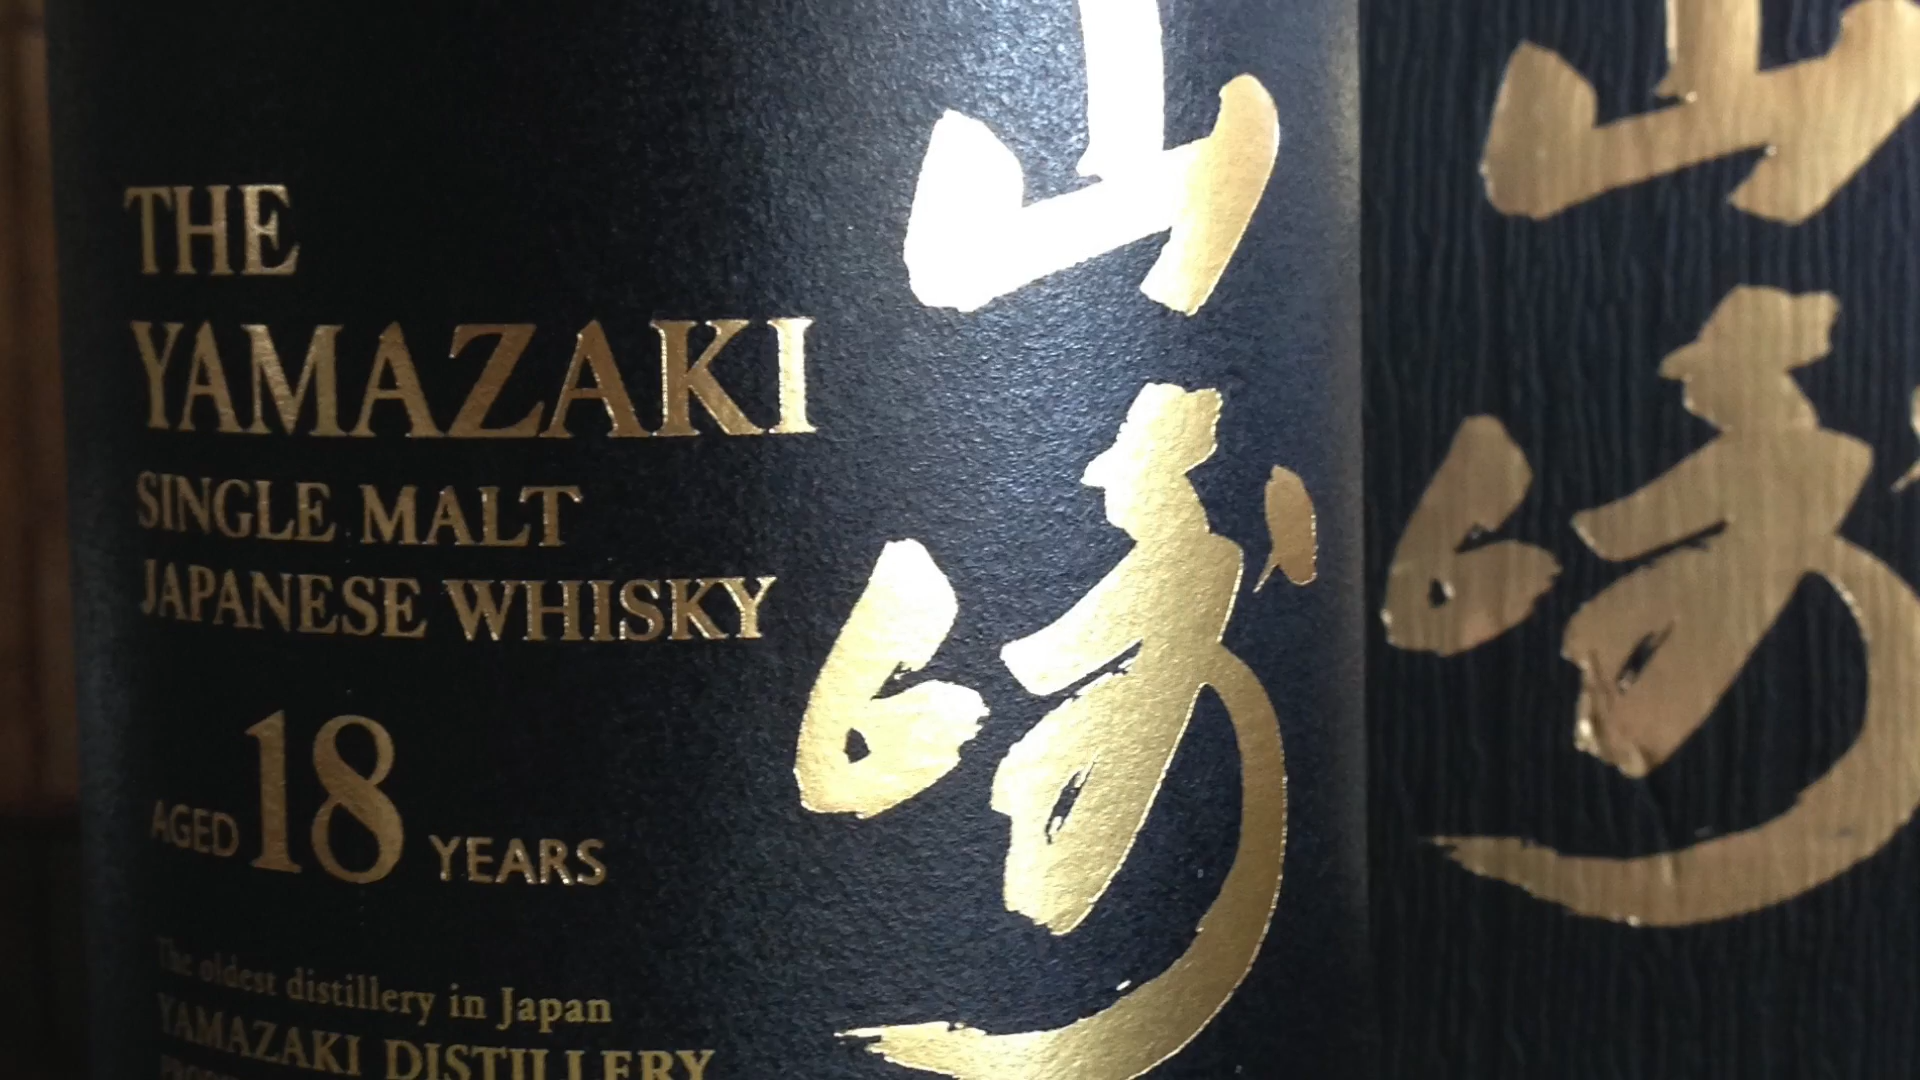 THE
YAMAZAKI
SINGLE MALT
JAPANESE WHISKY
AGED 18 YEARS
The oldest distillery in Japan
YAMAZAKI DISTILLERY
山崎
山崎